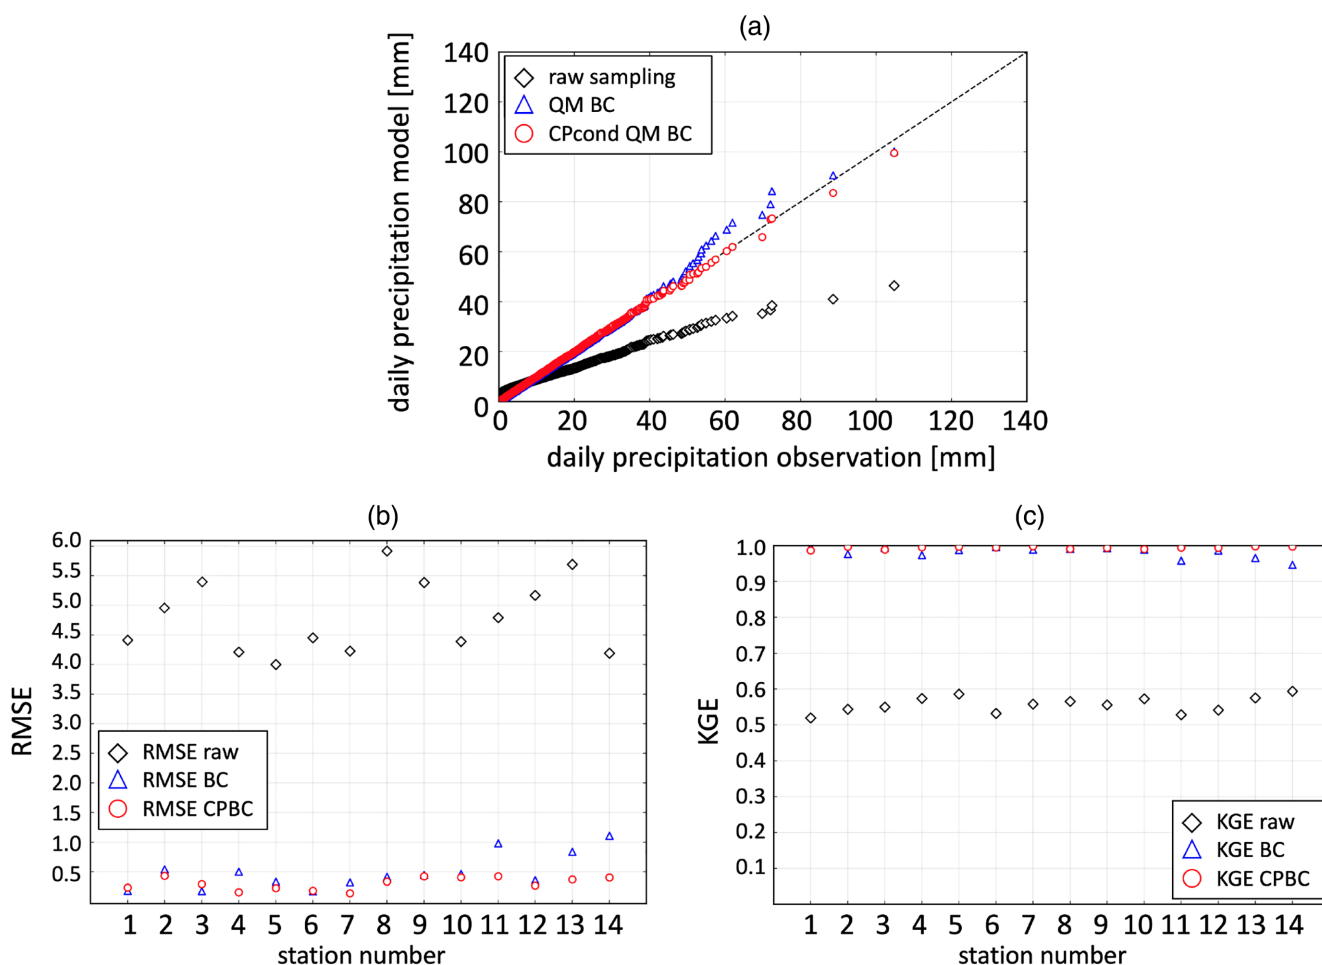 (a)
daily precipitation model [mm]
140
120
100
80
60
40
20
0
raw sampling
QM BC
CPcond QM BC
0 20 40 60 80 100 120 140
daily precipitation observation [mm]
(b)
RMSE
6.0
5.5
5.0
4.5
4.0
3.5
3.0
2.5
2.0
1.5
1.0
0.5
RMSE raw
RMSE BC
RMSE CPBC
1 2 3 4 5 6 7 8 9 10 11 12 13 14
station number
(c)
KGE
1.0
0.9
0.8
0.7
0.6
0.5
0.4
0.3
0.2
0.1
KGE raw
KGE BC
KGE CPBC
1 2 3 4 5 6 7 8 9 10 11 12 13 14
station number